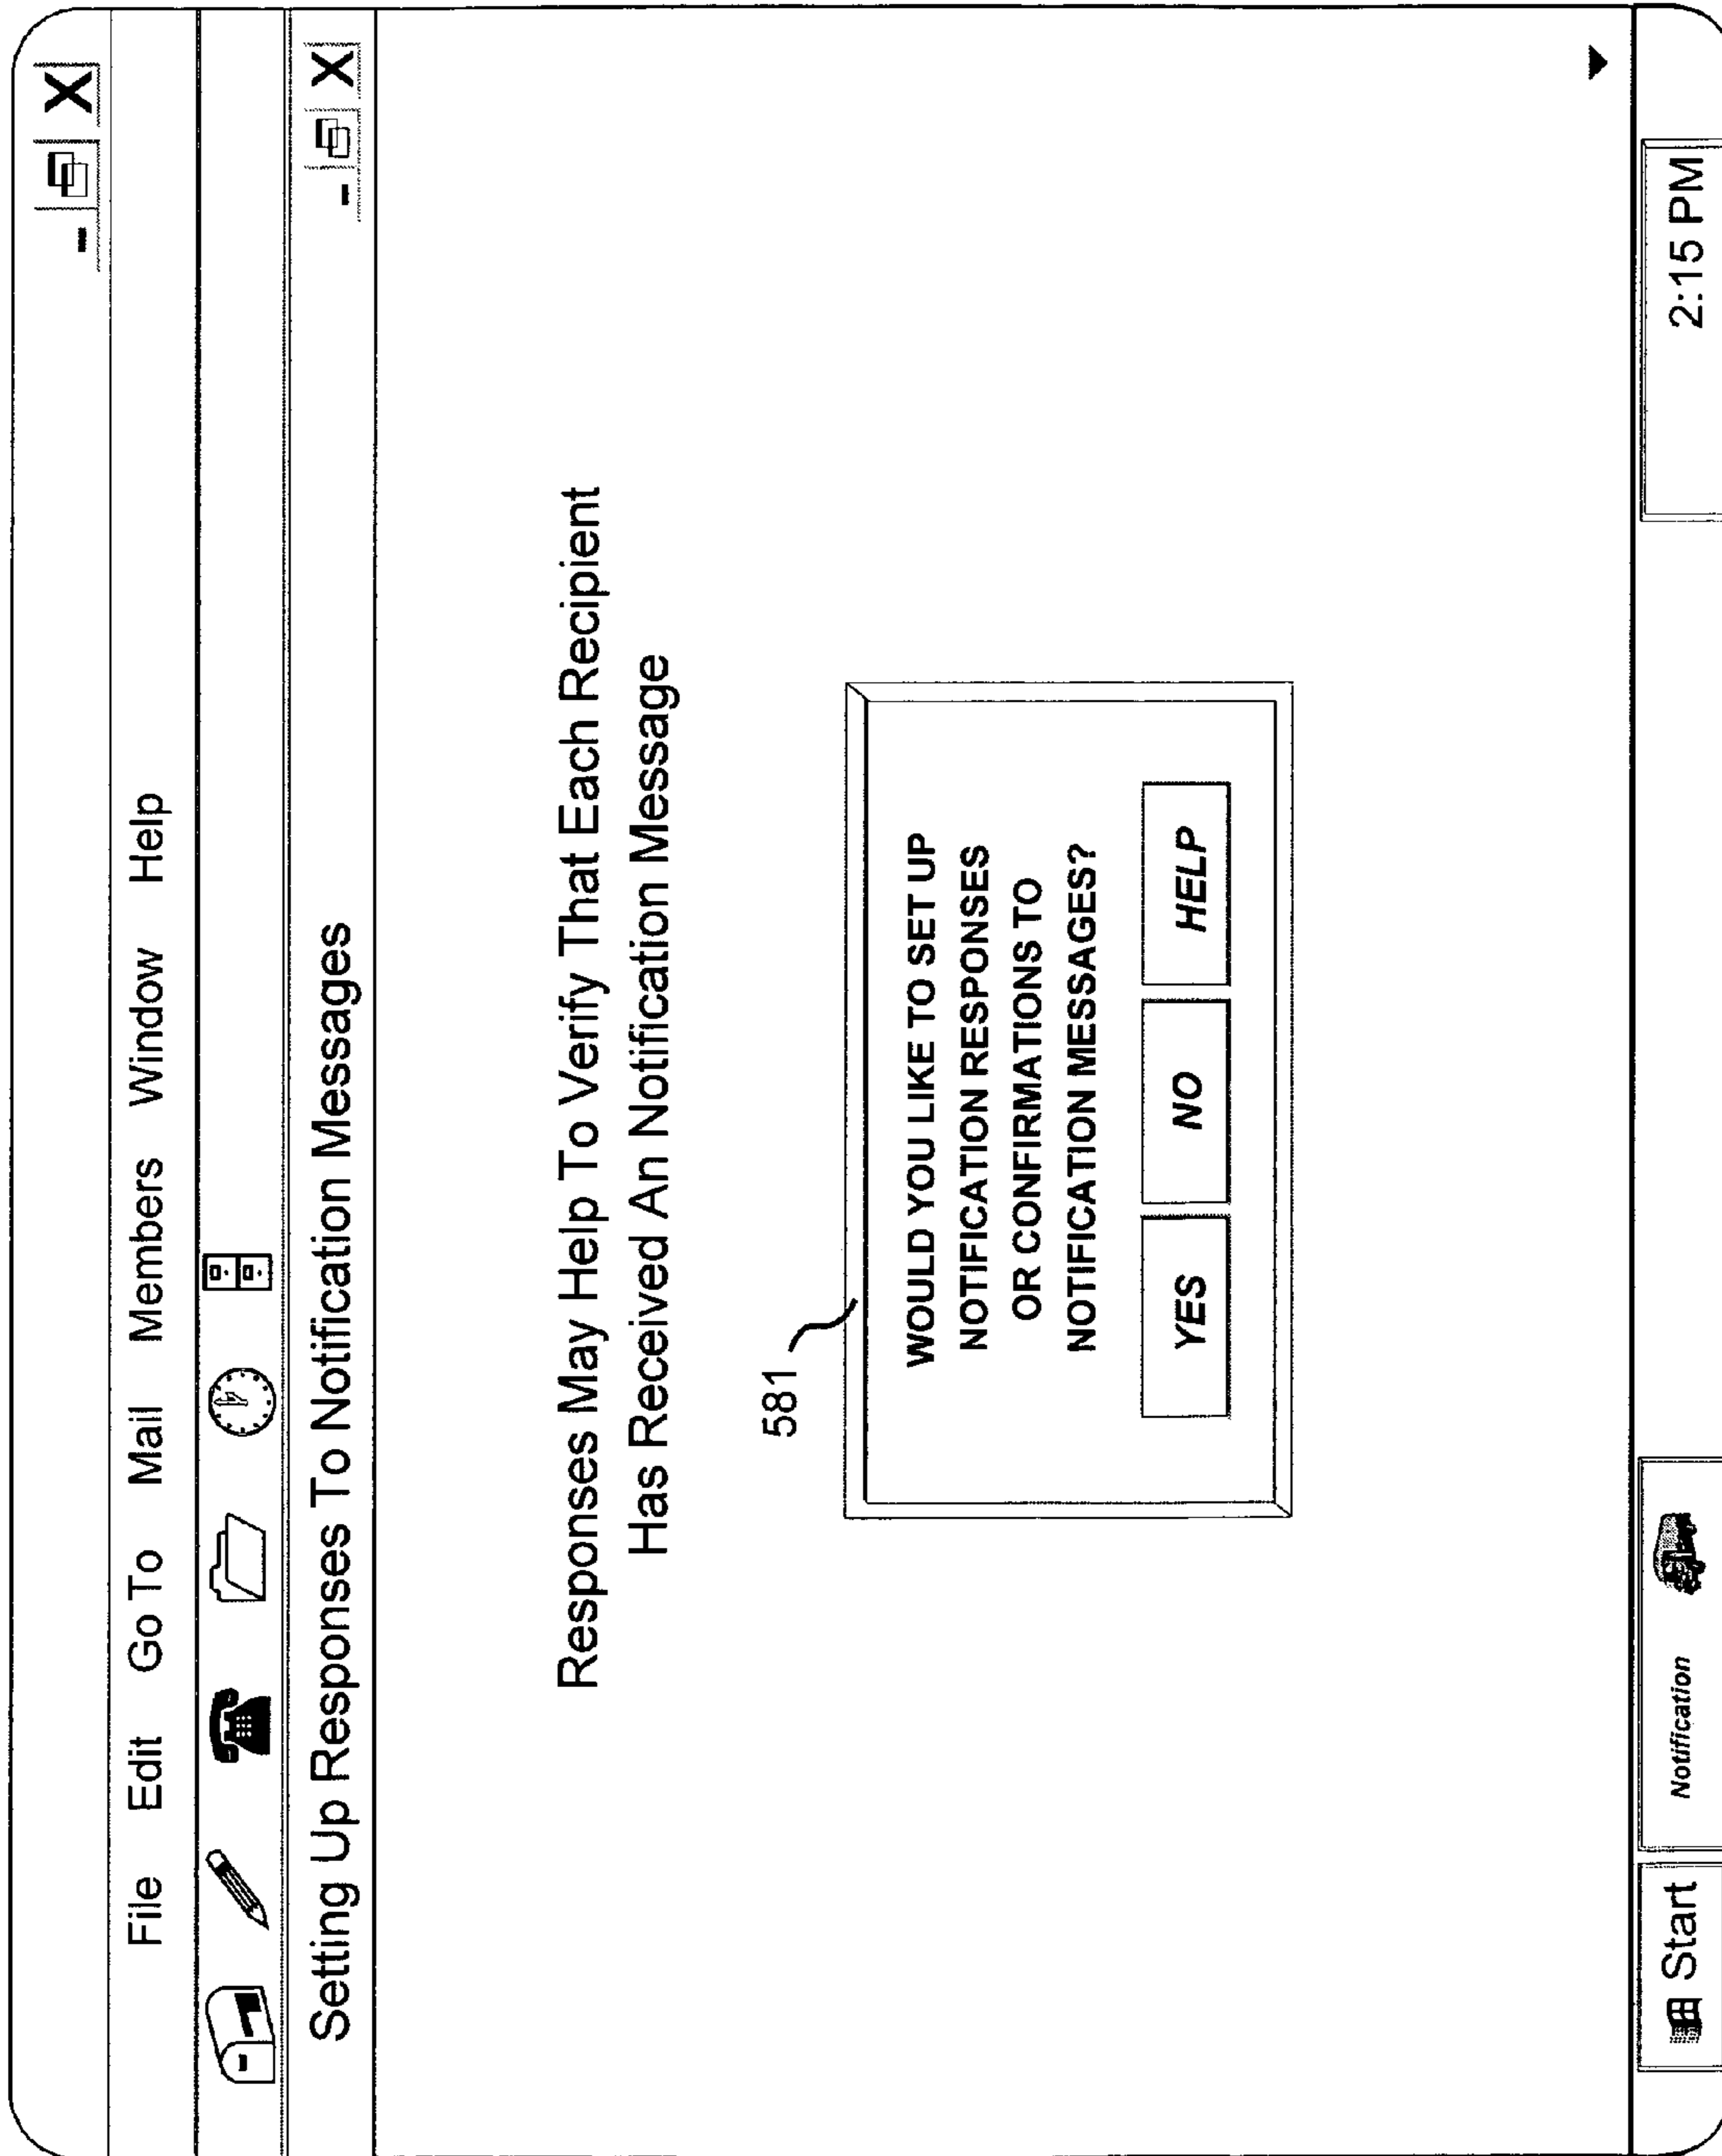 File Edit Go To Mail Members Window Help
Setting Up Responses To Notification Messages
Responses May Help To Verify That Each Recipient
Has Received An Notification Message
581
WOULD YOU LIKE TO SET UP
NOTIFICATION RESPONSES
OR CONFIRMATIONS TO
NOTIFICATION MESSAGES?
YES NO HELP
Start Notification 2:15 PM